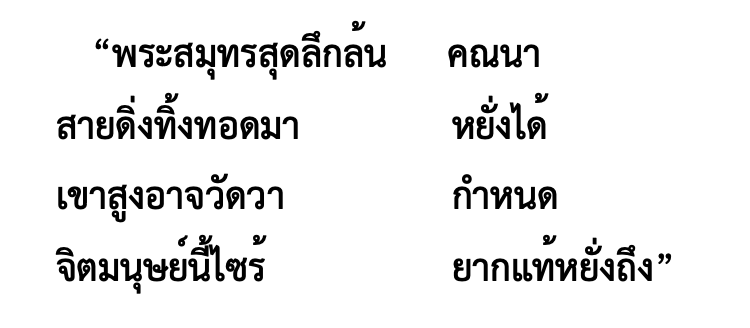 “พระสมุทรสุดลึกล้น คณนา
สายดิ่งทิ้งทอดมา หยั่งได้
เขาสูงอาจวัดวา กำหนด
จิตมนุษย์นี้ไซร้ ยากแท้หยั่งถึง”